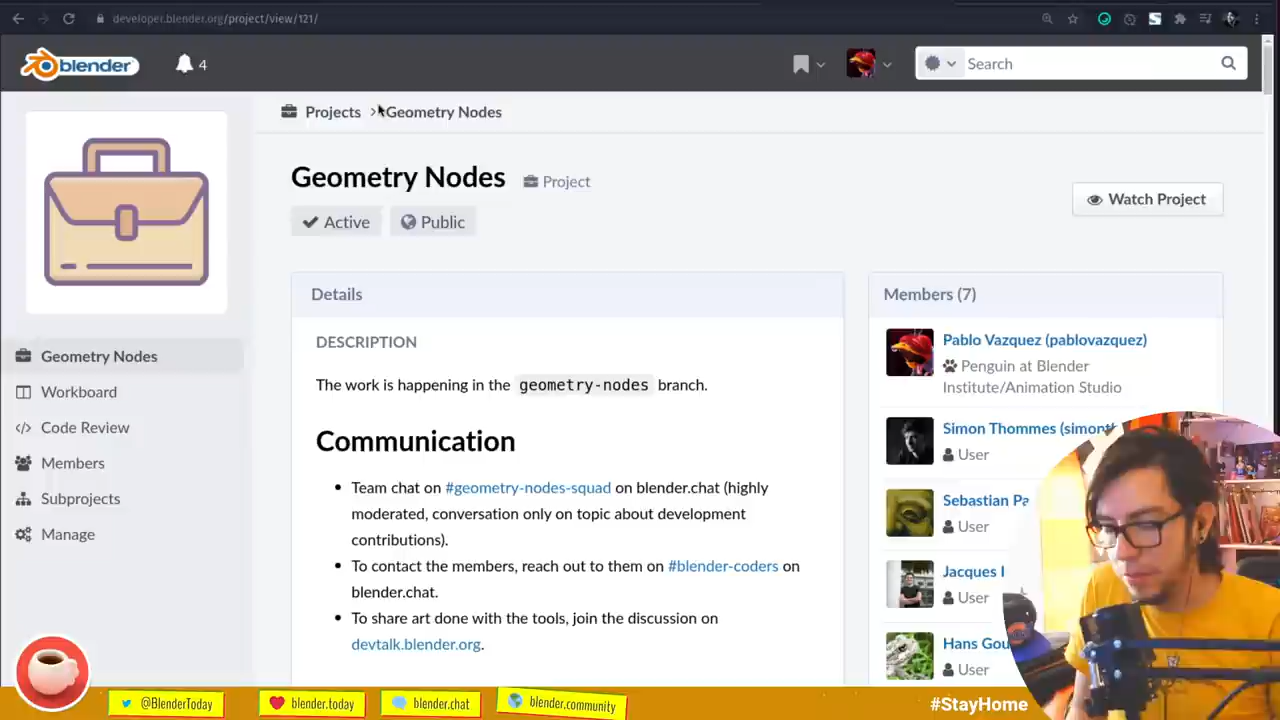 developer.blender.org/project/view/121/
blender
4
Search
Projects > Geometry Nodes
Geometry Nodes
Project
Active
Public
Watch Project
Details
Members (7)
DESCRIPTION
The work is happening in the geometry-nodes branch.
Communication
• Team chat on #geometry-nodes-squad on blender.chat (highly
moderated, conversation only on topic about development
contributions).
• To contact the members, reach out to them on #blender-coders on
blender.chat.
• To share art done with the tools, join the discussion on
devtalk.blender.org.
Geometry Nodes
Workboard
Code Review
Members
Subprojects
Manage
Pablo Vazquez (pablovazquez)
Penguin at Blender
Institute/Animation Studio
Simon Thommes
User
Sebastian
User
Jacques
User
Hans
User
@BlenderToday
blender.today
blender.chat
blender.community
#StayHome